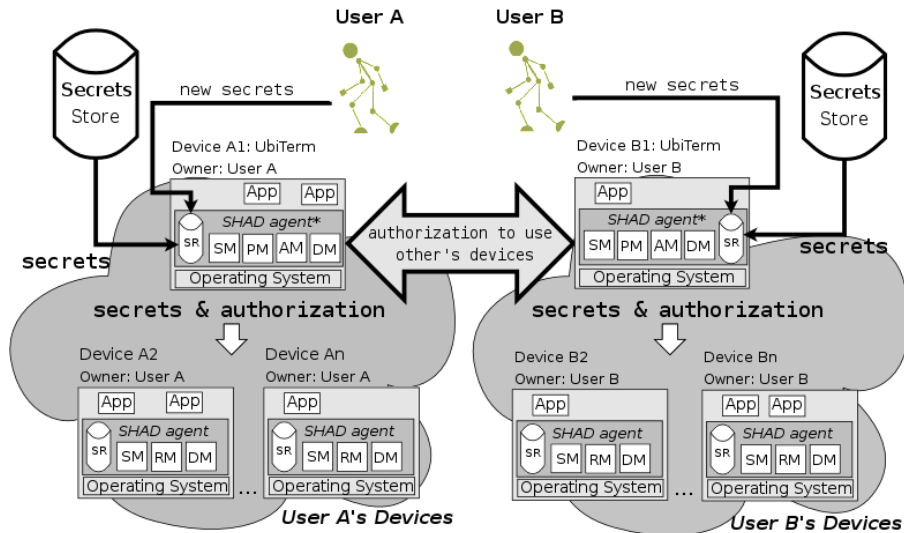 User A
User B
Secrets
Store
Secrets
Store
new secrets
new secrets
Device A1: UbiTerm
Owner: User A
App
App
SHAD agent*
SR
SM
PM
AM
DM
Operating System
Device B1: UbiTerm
Owner: User B
App
SHAD agent*
SM
PM
AM
DM
SR
Operating System
authorization to use
other's devices
secrets
secrets
secrets & authorization
secrets & authorization
Device A2
Owner: User A
App
App
SHAD agent
SR
SM
RM
DM
Operating System
...
Device An
Owner: User A
App
SHAD agent
SR
SM
RM
DM
Operating System
User A's Devices
Device B2
Owner: User B
App
SHAD agent
SR
SM
RM
DM
Operating System
...
Device Bn
Owner: User B
App
App
SHAD agent
SR
SM
RM
DM
Operating System
User B's Devices